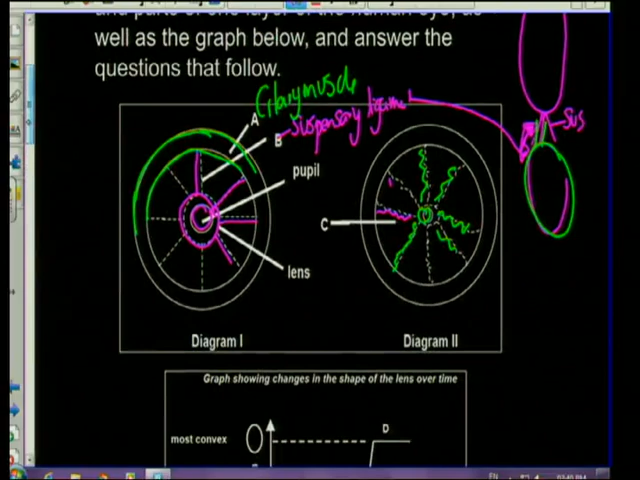 and parts of one layer of the human eye, as
well as the graph below, and answer the
questions that follow.
Ciliary muscle
A
B
Suspensory ligament
Sus
pupil
C
lens
Diagram I
Diagram II
Graph showing changes in the shape of the lens over time
most convex
D